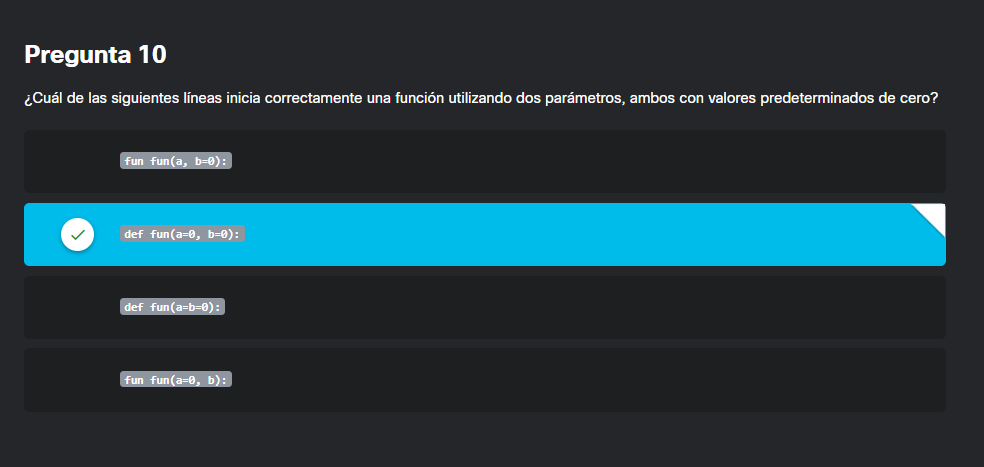 Pregunta 10
¿Cuál de las siguientes líneas inicia correctamente una función utilizando dos parámetros, ambos con valores predeterminados de cero?
fun fun(a, b=0):
def fun(a=0, b=0):
def fun(a=b=0):
fun fun(a=0, b):